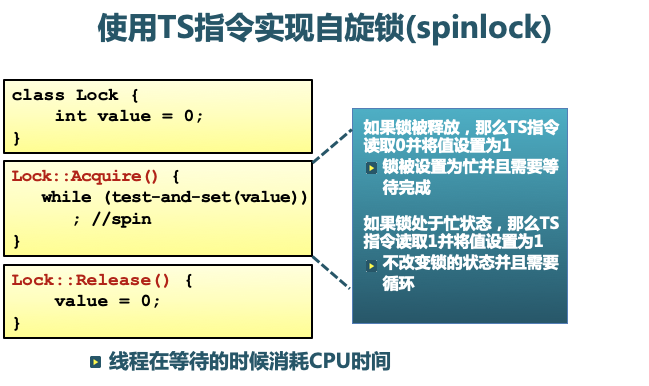 使用TS指令实现自旋锁(spinlock)
class Lock {
int value = 0;
}
Lock::Acquire() {
while (test-and-set(value))
; //spin
}
Lock::Release() {
value = 0;
}
如果锁被释放，那么TS指令
读取0并将值设置为1
锁被设置为忙并且需要等
待完成
如果锁处于忙状态，那么TS
指令读取1并将值设置为1
不改变锁的状态并且需要
循环
线程在等待的时候消耗CPU时间